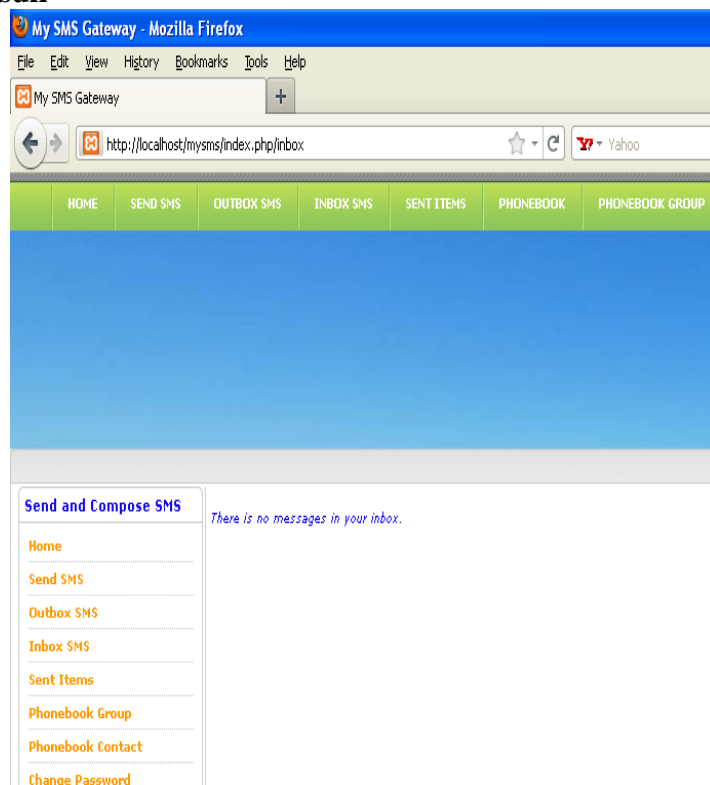 My SMS Gateway - Mozilla Firefox
File Edit View History Bookmarks Tools Help
My SMS Gateway
http://localhost/mysms/index.php/inbox
Yahoo
HOME SEND SMS OUTBOX SMS INBOX SMS SENT ITEMS PHONEBOOK PHONEBOOK GROUP
Send and Compose SMS
There is no messages in your inbox.
Home
Send SMS
Outbox SMS
Inbox SMS
Sent Items
Phonebook Group
Phonebook Contact
Change Password